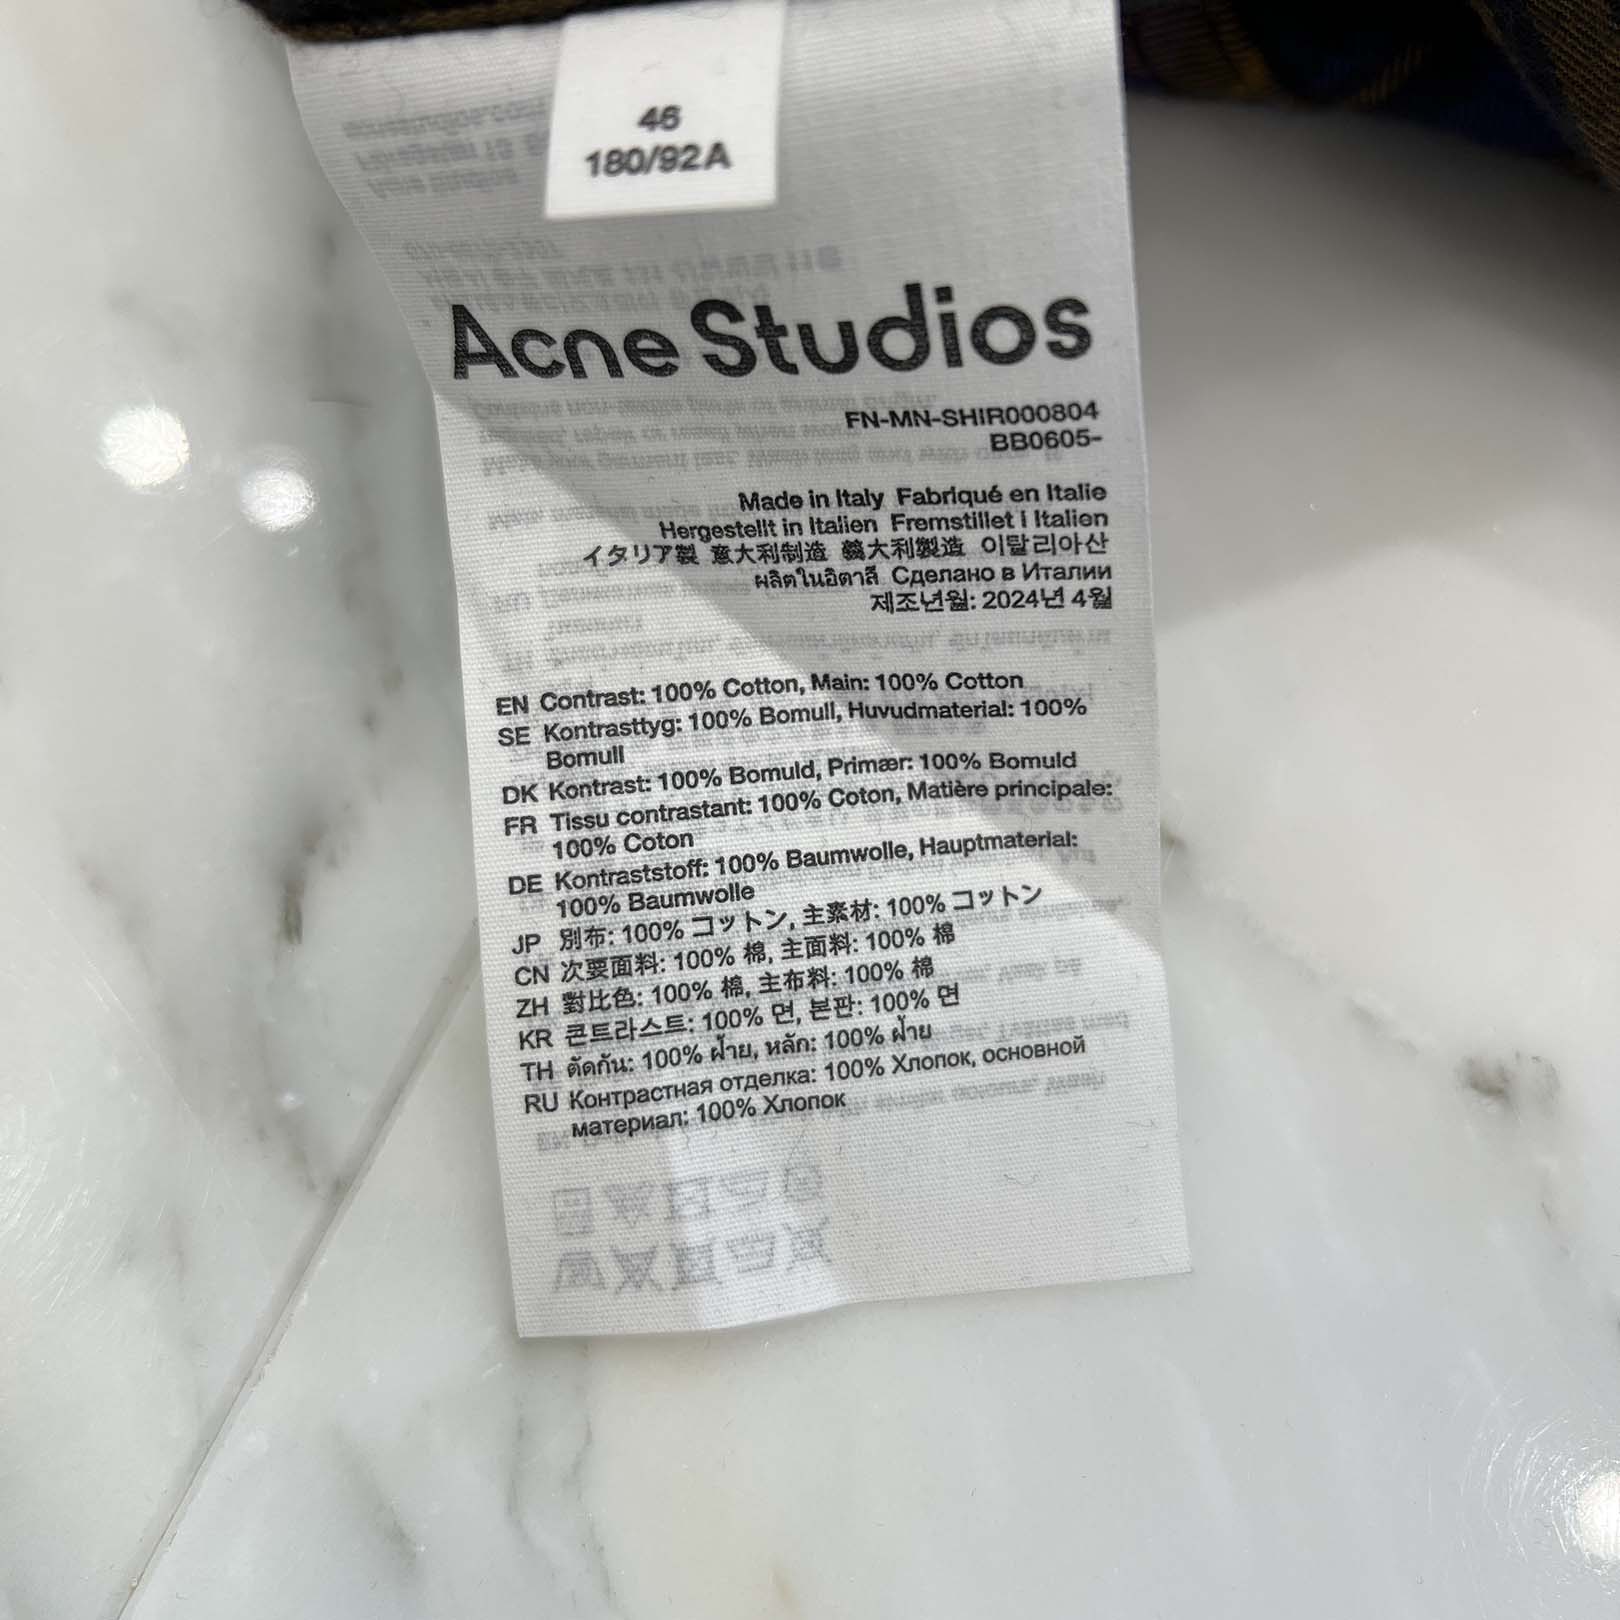 46
180/92A
Acne Studios
FN-MN-SHIR000804
BB0605-
Made in Italy Fabriqué en Italie
Hergestellt in Italien Fremstillet i Italien
イタリア製 意大利制造 義大利製造 이탈리아산
ผลิตในอิตาลี Сделано в Италии
제조년월: 2024년 4월
EN Contrast: 100% Cotton, Main: 100% Cotton
SE Kontrasttyg: 100% Bomull, Huvudmaterial: 100%
Bomull
DK Kontrast: 100% Bomuld, Primær: 100% Bomuld
FR Tissu contrastant: 100% Coton, Matière principale:
100% Coton
DE Kontraststoff: 100% Baumwolle, Hauptmaterial:
100% Baumwolle
JP 別布: 100% コットン, 主素材: 100% コットン
CN 次要面料: 100% 棉, 主面料: 100% 棉
ZH 對比色: 100% 棉, 主布料: 100% 棉
KR 콘트라스트: 100% 면, 본판: 100% 면
TH ตัดกัน: 100% ฝ้าย, หลัก: 100% ฝ้าย
RU Контрастная отделка: 100% Хлопок, основной
материал: 100% Хлопок